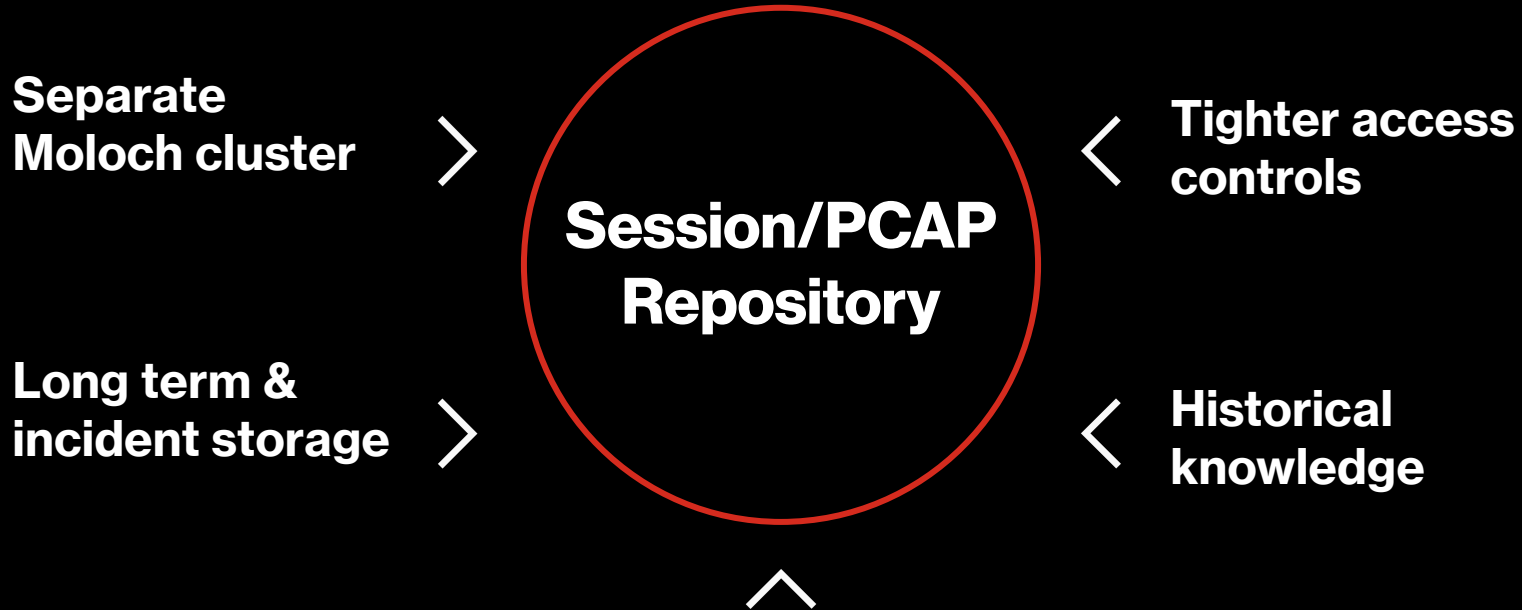 Separate
Moloch cluster
Tighter access
controls
Session/PCAP
Repository
Long term &
incident storage
Historical
knowledge